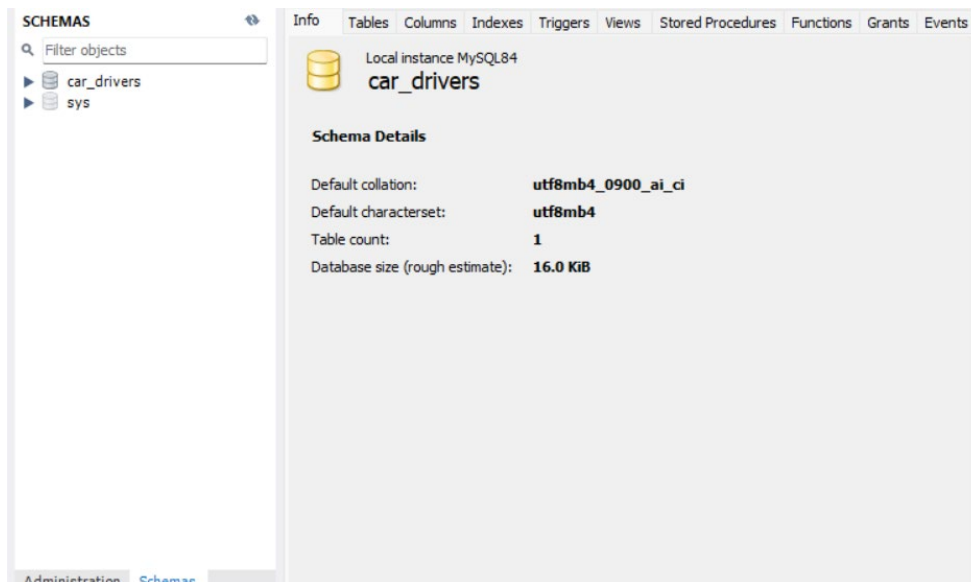 SCHEMAS
Filter objects
car_drivers
sys
Administration Schemas
Info Tables Columns Indexes Triggers Views Stored Procedures Functions Grants Events
Local instance MySQL84
car_drivers
Schema Details
Default collation: utf8mb4_0900_ai_ci
Default characterset: utf8mb4
Table count: 1
Database size (rough estimate): 16.0 KiB